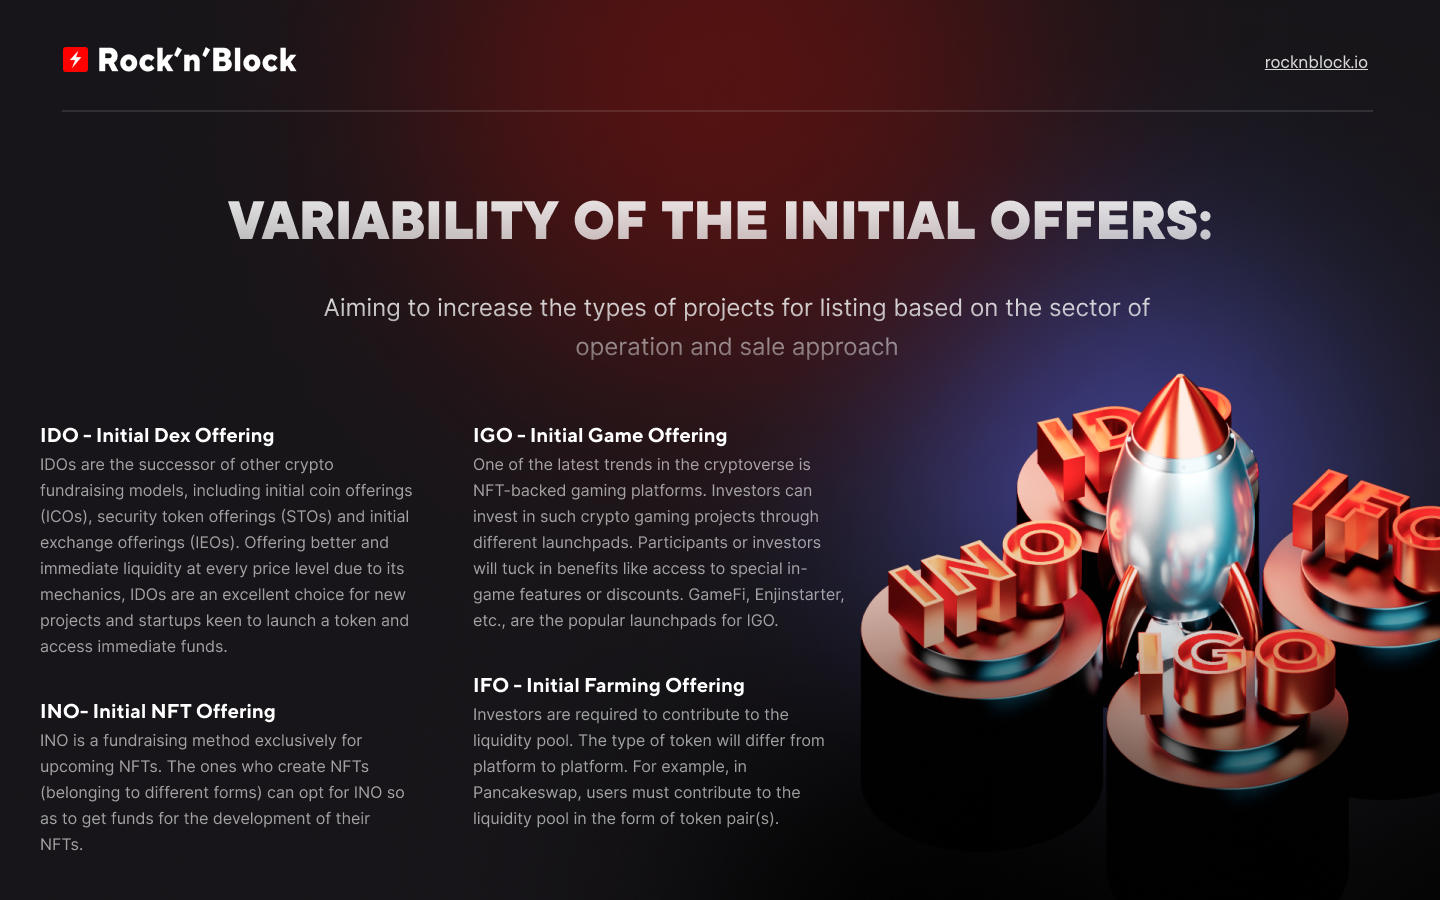 Rock'n'Block
rocknblock.io
VARIABILITY OF THE INITIAL OFFERS:
Aiming to increase the types of projects for listing based on the sector of
operation and sale approach
IDO - Initial Dex Offering
IDOs are the successor of other crypto
fundraising models, including initial coin offerings
(ICOs), security token offerings (STOs) and initial
exchange offerings (IEOs). Offering better and
immediate liquidity at every price level due to its
mechanics, IDOs are an excellent choice for new
projects and startups keen to launch a token and
access immediate funds.
INO- Initial NFT Offering
INO is a fundraising method exclusively for
upcoming NFTs. The ones who create NFTs
(belonging to different forms) can opt for INO so
as to get funds for the development of their
NFTs.
IGO - Initial Game Offering
One of the latest trends in the cryptoverse is
NFT-backed gaming platforms. Investors can
invest in such crypto gaming projects through
different launchpads. Participants or investors
will tuck in benefits like access to special in-
game features or discounts. GameFi, Enjinstarter,
etc., are the popular launchpads for IGO.
IFO - Initial Farming Offering
Investors are required to contribute to the
liquidity pool. The type of token will differ from
platform to platform. For example, in
Pancakeswap, users must contribute to the
liquidity pool in the form of token pair(s).
IDO
INO
IFO
IGO